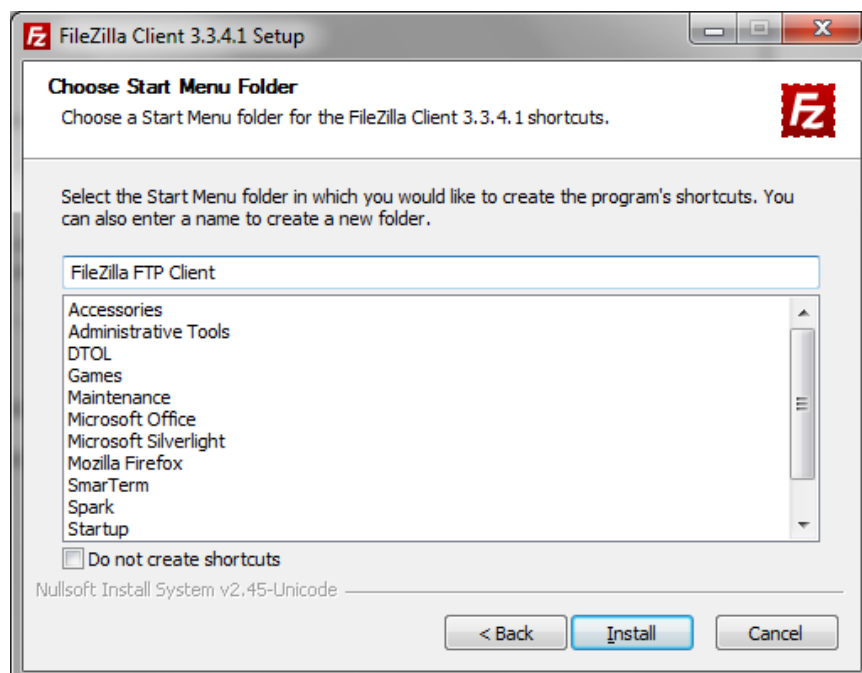 FileZilla Client 3.3.4.1 Setup
Choose Start Menu Folder
Choose a Start Menu folder for the FileZilla Client 3.3.4.1 shortcuts.
Fz
Select the Start Menu folder in which you would like to create the program's shortcuts. You
can also enter a name to create a new folder.
FileZilla FTP Client
Accessories
Administrative Tools
DTOL
Games
Maintenance
Microsoft Office
Microsoft Silverlight
Mozilla Firefox
SmarTerm
Spark
Startup
Do not create shortcuts
Nullsoft Install System v2.45-Unicode
< Back Install Cancel